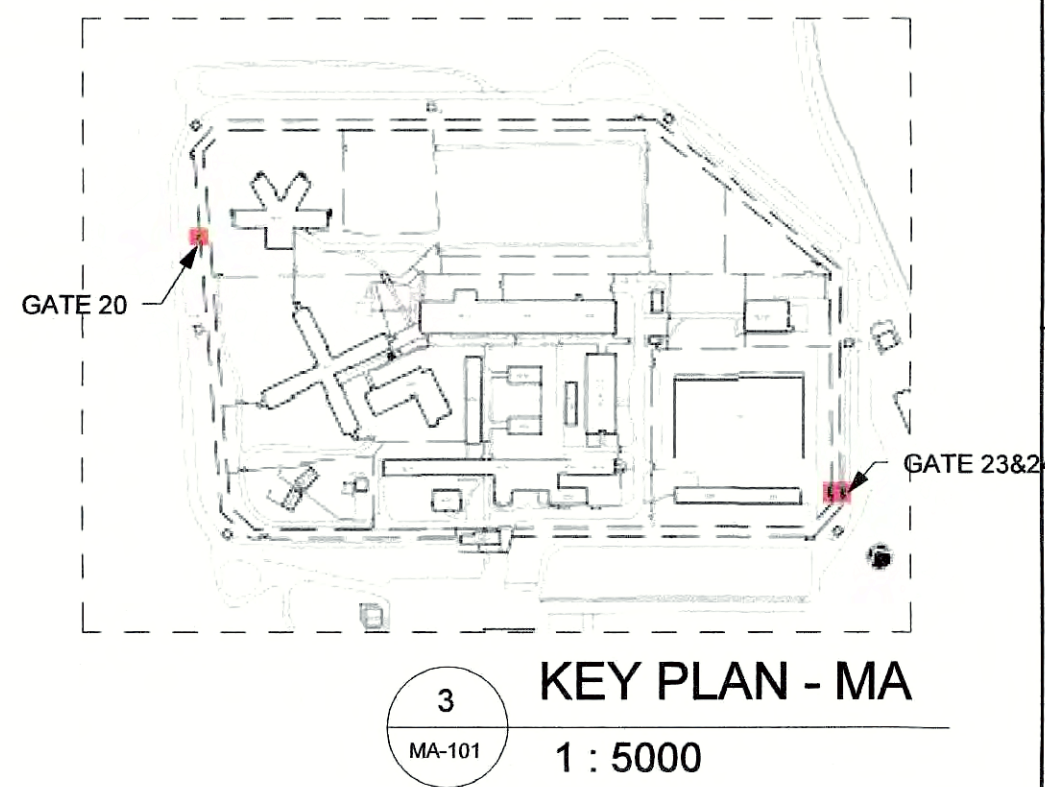 GATE 20
GATE 23&2
3
MA-101
KEY PLAN - MA
1 : 5000